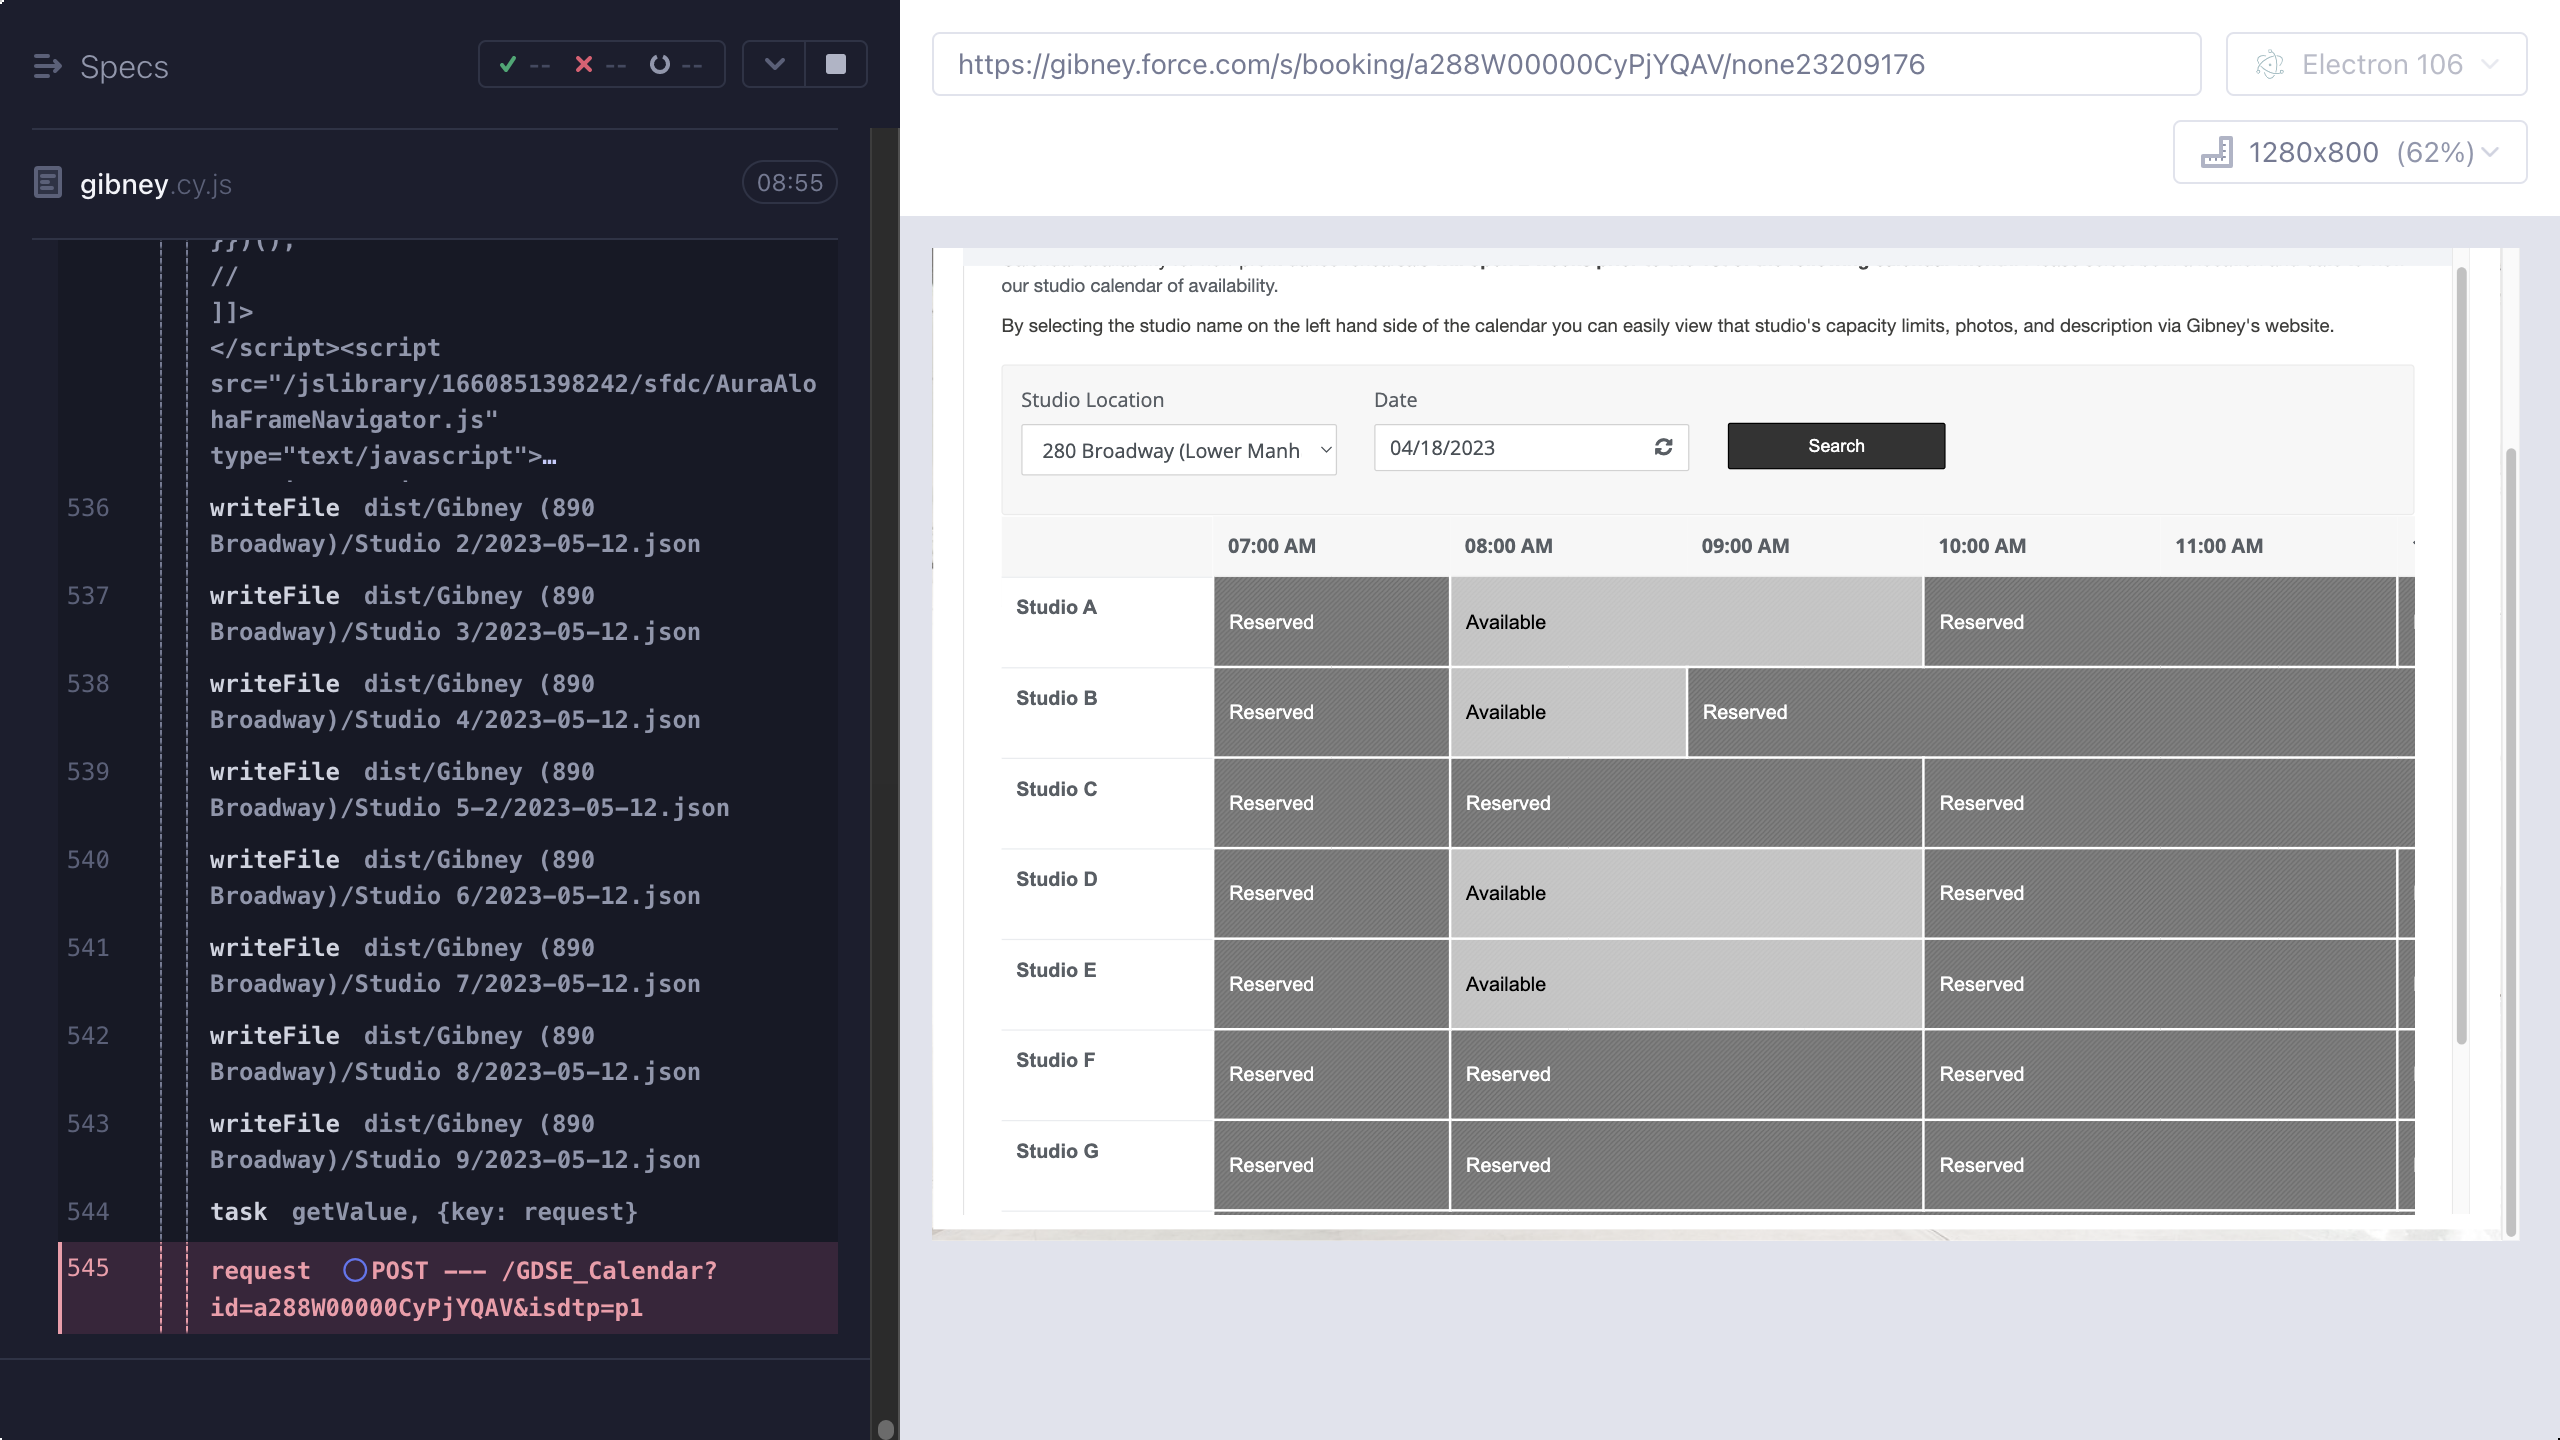 Specs
-- -- --
gibney.cy.js
08:55
}})();
//
]]>
</script><script
src="/jslibrary/1660851398242/sfdc/AuraAlo
haFrameNavigator.js"
type="text/javascript">…
536 writeFile dist/Gibney (890
Broadway)/Studio 2/2023-05-12.json
537 writeFile dist/Gibney (890
Broadway)/Studio 3/2023-05-12.json
538 writeFile dist/Gibney (890
Broadway)/Studio 4/2023-05-12.json
539 writeFile dist/Gibney (890
Broadway)/Studio 5-2/2023-05-12.json
540 writeFile dist/Gibney (890
Broadway)/Studio 6/2023-05-12.json
541 writeFile dist/Gibney (890
Broadway)/Studio 7/2023-05-12.json
542 writeFile dist/Gibney (890
Broadway)/Studio 8/2023-05-12.json
543 writeFile dist/Gibney (890
Broadway)/Studio 9/2023-05-12.json
544 task getValue, {key: request}
545 request POST --- /GDSE_Calendar?
id=a288W00000CyPjYQAV&isdtp=p1
https://gibney.force.com/s/booking/a288W00000CyPjYQAV/none23209176
Electron 106
1280x800 (62%)
our studio calendar of availability.
By selecting the studio name on the left hand side of the calendar you can easily view that studio's capacity limits, photos, and description via Gibney's website.
Studio Location Date
280 Broadway (Lower Manh 04/18/2023 Search
07:00 AM 08:00 AM 09:00 AM 10:00 AM 11:00 AM
Studio A Reserved Available Reserved
Studio B Reserved Available Reserved
Studio C Reserved Reserved Reserved
Studio D Reserved Available Reserved
Studio E Reserved Available Reserved
Studio F Reserved Reserved Reserved
Studio G Reserved Reserved Reserved